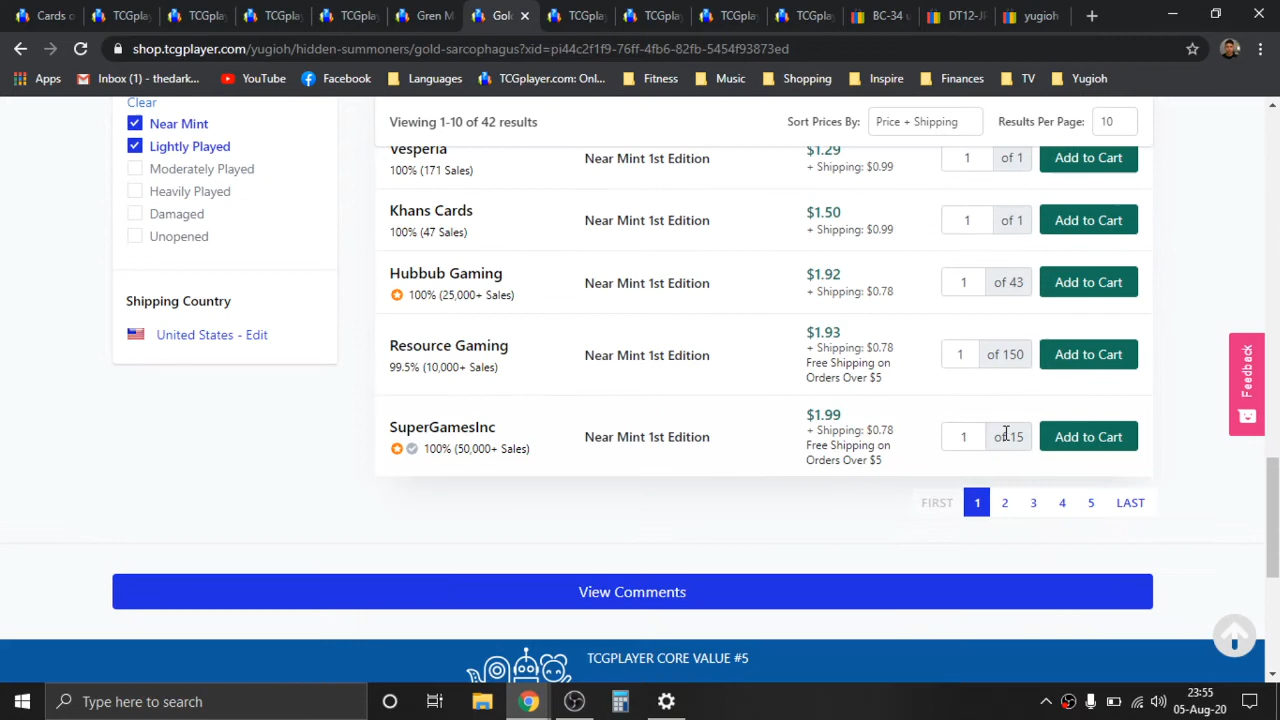 Cards o
TCGpl
TCGpl
TCGpla
TCGpla
Gren M
Gol
TCGpl
TCGpl
TCGpl
TCGpla
BC-34 u
DT12-JP
yugioh
shop.tcgplayer.com/yugioh/hidden-summoners/gold-sarcophagus?xid=pi44c2f1f9-76ff-4fb6-82fb-5454f93873ed
Apps
Inbox (1) - thedark...
YouTube
Facebook
Languages
TCGplayer.com: Onl...
Fitness
Music
Shopping
Inspire
Finances
TV
Yugioh
Clear
Near Mint
Lightly Played
Moderately Played
Heavily Played
Damaged
Unopened
Shipping Country
United States - Edit
Viewing 1-10 of 42 results
Sort Prices By: Price + Shipping
Results Per Page: 10
Vesperia
100% (171 Sales)
Near Mint 1st Edition
$1.29
+ Shipping: $0.99
1 of 1
Add to Cart
Khans Cards
100% (47 Sales)
Near Mint 1st Edition
$1.50
+ Shipping: $0.99
1 of 1
Add to Cart
Hubbub Gaming
100% (25,000+ Sales)
Near Mint 1st Edition
$1.92
+ Shipping: $0.78
1 of 43
Add to Cart
Resource Gaming
99.5% (10,000+ Sales)
Near Mint 1st Edition
$1.93
+ Shipping: $0.78
Free Shipping on
Orders Over $5
1 of 150
Add to Cart
SuperGamesInc
100% (50,000+ Sales)
Near Mint 1st Edition
$1.99
+ Shipping: $0.78
Free Shipping on
Orders Over $5
1 of 15
Add to Cart
FIRST 1 2 3 4 5 LAST
View Comments
Feedback
TCGPLAYER CORE VALUE #5
Type here to search
23:55
05-Aug-20